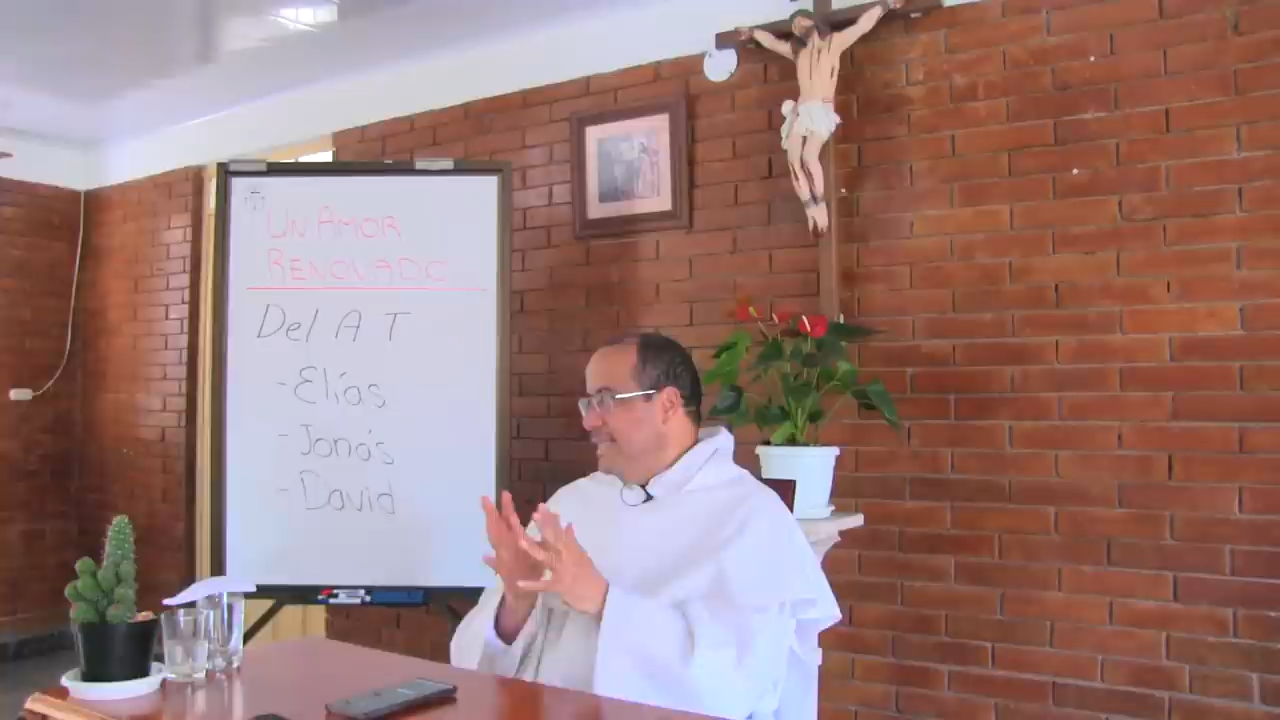 UN AMOR
RENOVADO
Del A T
- Elías
- Jonás
- David